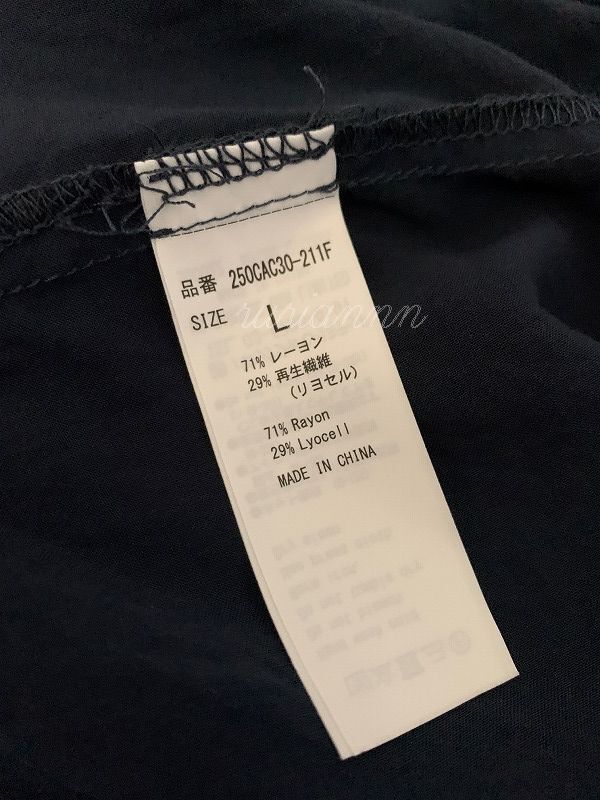 品番 250CAC30-211F
SIZE L
ruriannn
71% レーヨン
29% 再生繊維
(リヨセル)
71% Rayon
29% Lyocell
MADE IN CHINA